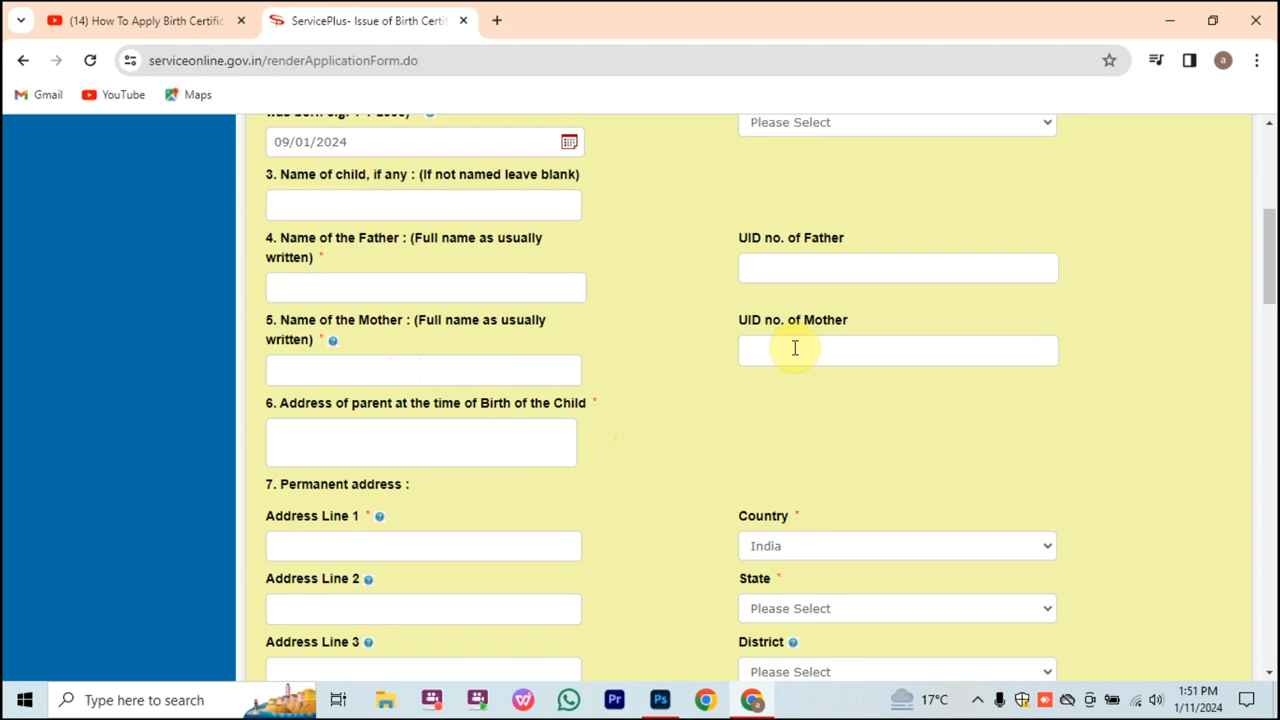 (14) How To Apply Birth Certific
ServicePlus- Issue of Birth Certi
serviceonline.gov.in/renderApplicationForm.do
a
Gmail
YouTube
Maps
09/01/2024
Please Select
3. Name of child, if any : (If not named leave blank)
4. Name of the Father : (Full name as usually
written) *
UID no. of Father
5. Name of the Mother : (Full name as usually
written) *
UID no. of Mother
6. Address of parent at the time of Birth of the Child *
7. Permanent address :
Address Line 1 *
Country *
India
Address Line 2
State *
Please Select
Address Line 3
District
Please Select
Type here to search
Pr
Ps
17°C
1:51 PM
1/11/2024